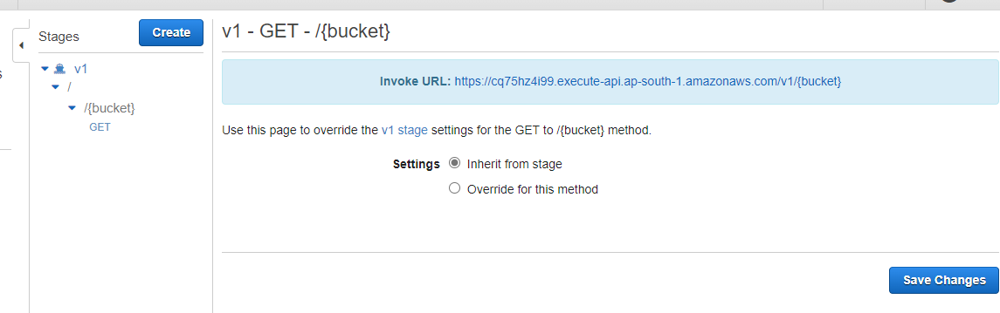 Stages
Create
v1
/
/{bucket}
GET
v1 - GET - /{bucket}
Invoke URL: https://cq75hz4i99.execute-api.ap-south-1.amazonaws.com/v1/{bucket}
Use this page to override the v1 stage settings for the GET to /{bucket} method.
Settings Inherit from stage
Override for this method
Save Changes